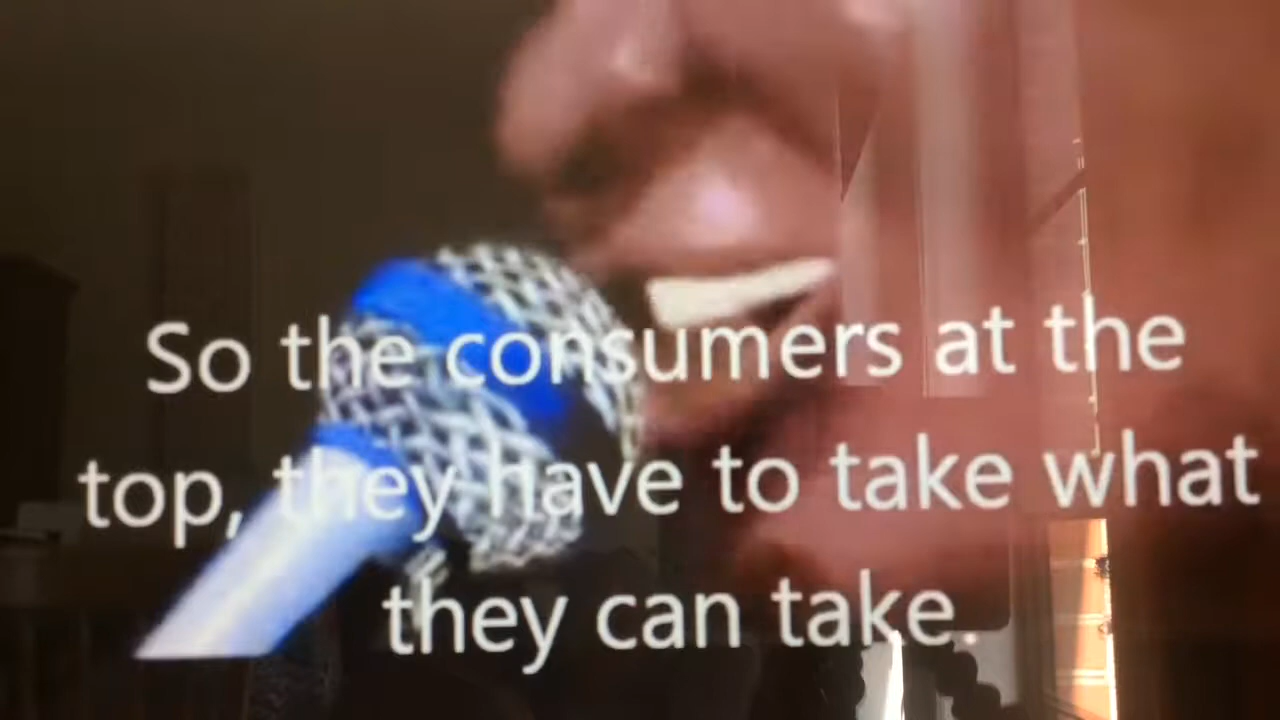 So the consumers at the
top, they have to take what
they can take.